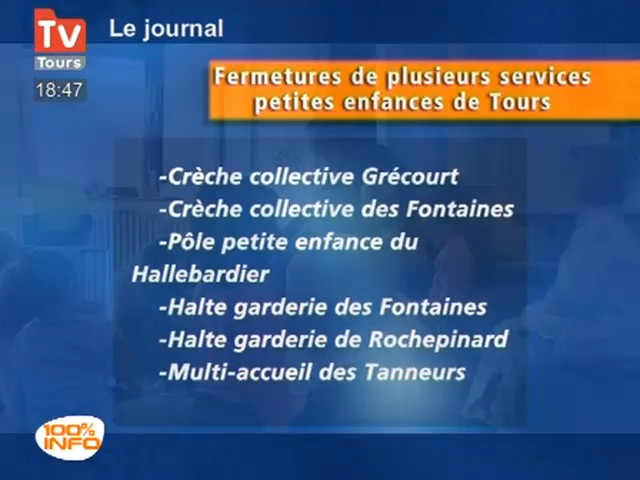 Tv
Tours
18:47
Le journal
Fermetures de plusieurs services
petites enfances de Tours
-Crèche collective Grécourt
-Crèche collective des Fontaines
-Pôle petite enfance du
Hallebardier
-Halte garderie des Fontaines
-Halte garderie de Rochepinard
-Multi-accueil des Tanneurs
100%
INFO